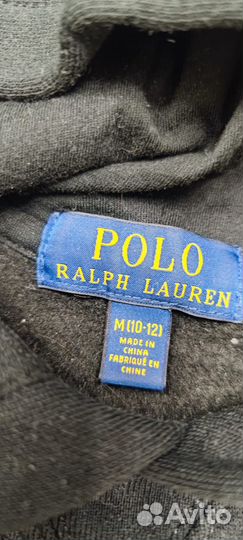 POLO
RALPH LAUREN
M(10-12)
MADE IN
CHINA
FABRIQUÉ EN
CHINE
Avito